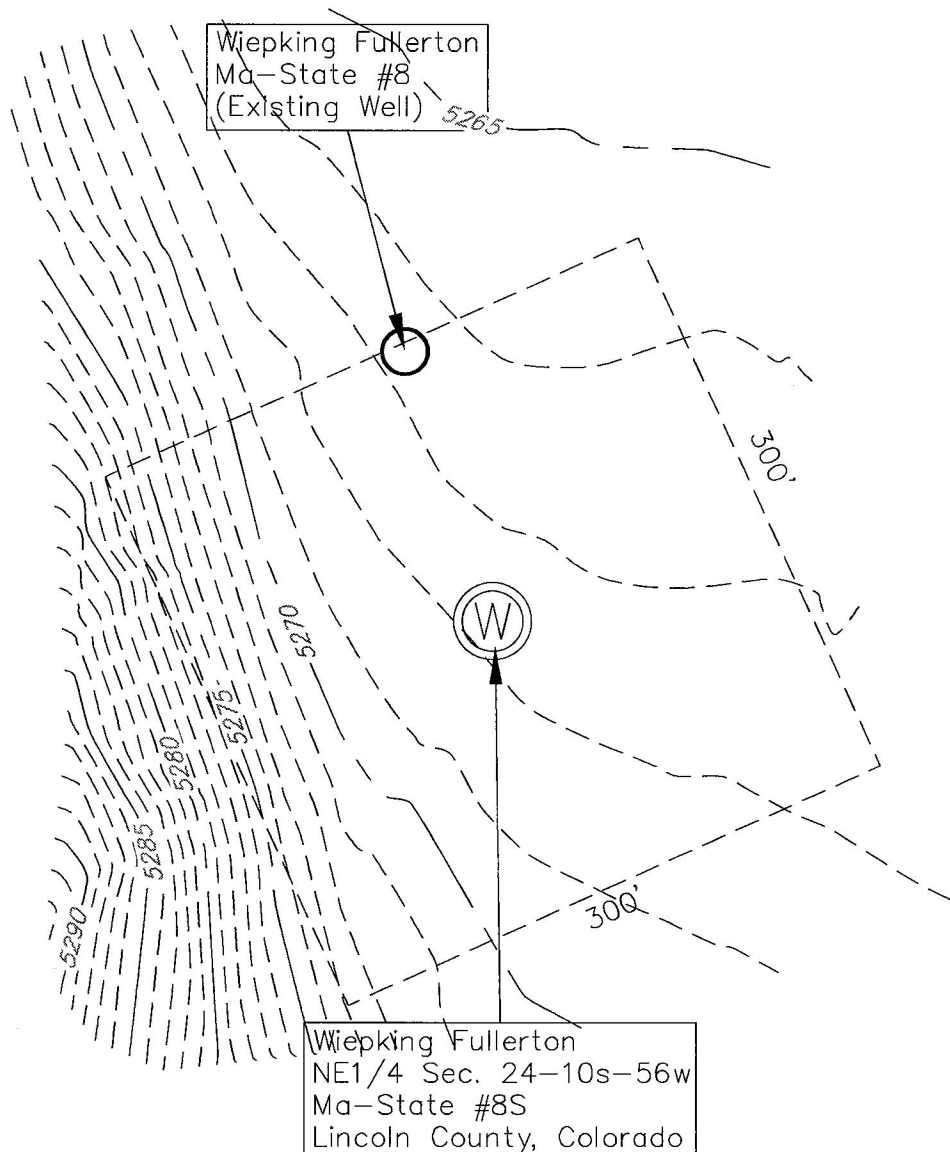 Wiepking Fullerton
Ma-State #8
(Existing Well)
5265
300'
W
5270
5275
5280
5285
5290
300'
Wiepking Fullerton
NE1/4 Sec. 24-10s-56w
Ma-State #8S
Lincoln County, Colorado